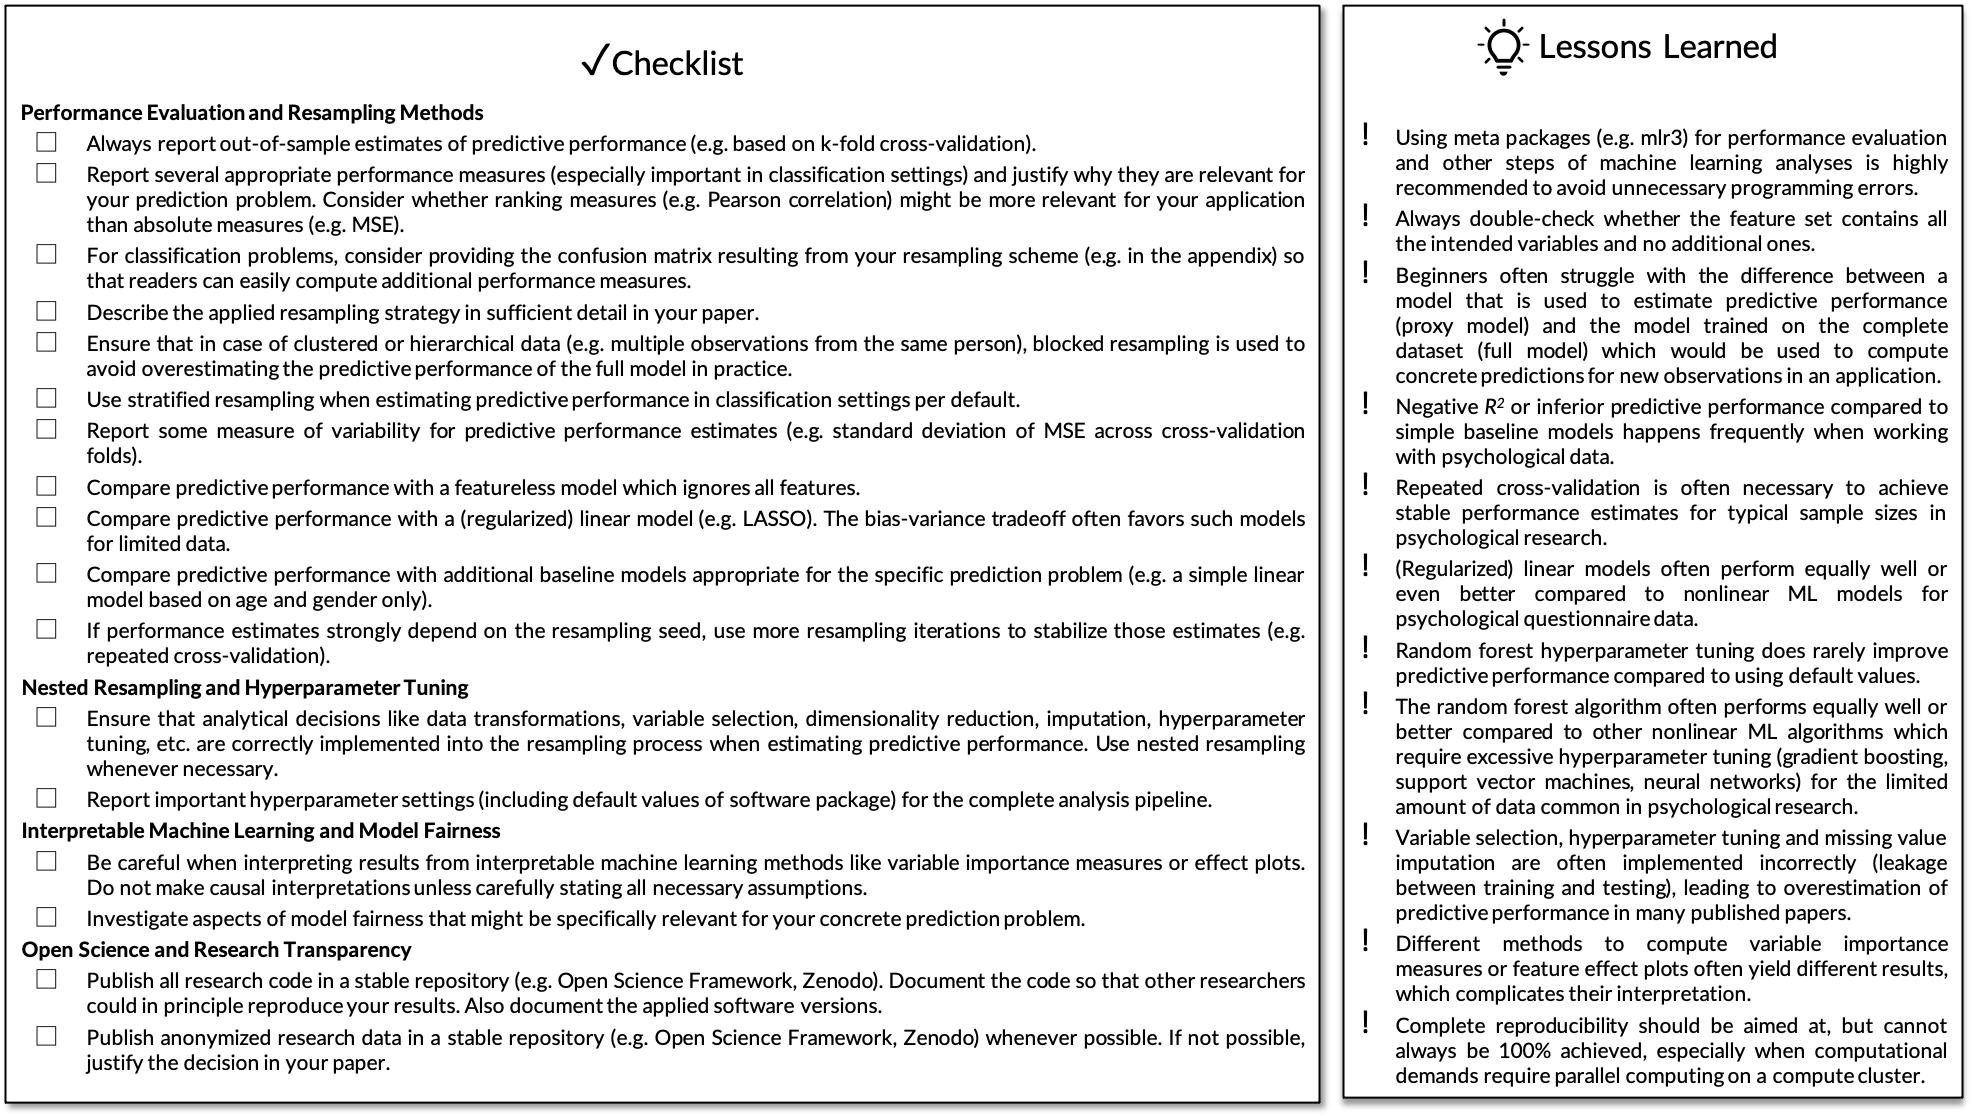 ✓Checklist
Performance Evaluation and Resampling Methods
☐ Always report out-of-sample estimates of predictive performance (e.g. based on k-fold cross-validation).
☐ Report several appropriate performance measures (especially important in classification settings) and justify why they are relevant for
your prediction problem. Consider whether ranking measures (e.g. Pearson correlation) might be more relevant for your application
than absolute measures (e.g. MSE).
☐ For classification problems, consider providing the confusion matrix resulting from your resampling scheme (e.g. in the appendix) so
that readers can easily compute additional performance measures.
☐ Describe the applied resampling strategy in sufficient detail in your paper.
☐ Ensure that in case of clustered or hierarchical data (e.g. multiple observations from the same person), blocked resampling is used to
avoid overestimating the predictive performance of the full model in practice.
☐ Use stratified resampling when estimating predictive performance in classification settings per default.
☐ Report some measure of variability for predictive performance estimates (e.g. standard deviation of MSE across cross-validation
folds).
☐ Compare predictive performance with a featureless model which ignores all features.
☐ Compare predictive performance with a (regularized) linear model (e.g. LASSO). The bias-variance tradeoff often favors such models
for limited data.
☐ Compare predictive performance with additional baseline models appropriate for the specific prediction problem (e.g. a simple linear
model based on age and gender only).
☐ If performance estimates strongly depend on the resampling seed, use more resampling iterations to stabilize those estimates (e.g.
repeated cross-validation).
Nested Resampling and Hyperparameter Tuning
☐ Ensure that analytical decisions like data transformations, variable selection, dimensionality reduction, imputation, hyperparameter
tuning, etc. are correctly implemented into the resampling process when estimating predictive performance. Use nested resampling
whenever necessary.
☐ Report important hyperparameter settings (including default values of software package) for the complete analysis pipeline.
Interpretable Machine Learning and Model Fairness
☐ Be careful when interpreting results from interpretable machine learning methods like variable importance measures or effect plots.
Do not make causal interpretations unless carefully stating all necessary assumptions.
☐ Investigate aspects of model fairness that might be specifically relevant for your concrete prediction problem.
Open Science and Research Transparency
☐ Publish all research code in a stable repository (e.g. Open Science Framework, Zenodo). Document the code so that other researchers
could in principle reproduce your results. Also document the applied software versions.
☐ Publish anonymized research data in a stable repository (e.g. Open Science Framework, Zenodo) whenever possible. If not possible,
justify the decision in your paper.
Lessons Learned
! Using meta packages (e.g. mlr3) for performance evaluation
and other steps of machine learning analyses is highly
recommended to avoid unnecessary programming errors.
! Always double-check whether the feature set contains all
the intended variables and no additional ones.
! Beginners often struggle with the difference between a
model that is used to estimate predictive performance
(proxy model) and the model trained on the complete
dataset (full model) which would be used to compute
concrete predictions for new observations in an application.
! Negative R² or inferior predictive performance compared to
simple baseline models happens frequently when working
with psychological data.
! Repeated cross-validation is often necessary to achieve
stable performance estimates for typical sample sizes in
psychological research.
! (Regularized) linear models often perform equally well or
even better compared to nonlinear ML models for
psychological questionnaire data.
! Random forest hyperparameter tuning does rarely improve
predictive performance compared to using default values.
! The random forest algorithm often performs equally well or
better compared to other nonlinear ML algorithms which
require excessive hyperparameter tuning (gradient boosting,
support vector machines, neural networks) for the limited
amount of data common in psychological research.
! Variable selection, hyperparameter tuning and missing value
imputation are often implemented incorrectly (leakage
between training and testing), leading to overestimation of
predictive performance in many published papers.
! Different methods to compute variable importance
measures or feature effect plots often yield different results,
which complicates their interpretation.
! Complete reproducibility should be aimed at, but cannot
always be 100% achieved, especially when computational
demands require parallel computing on a compute cluster.